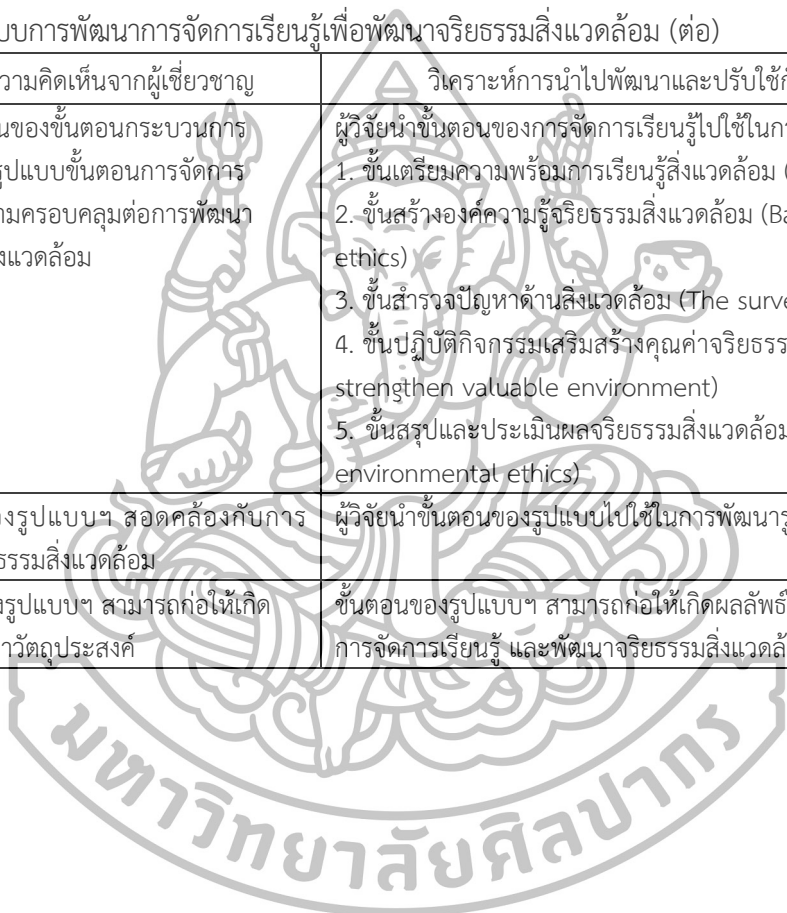 บบการพัฒนาการจัดการเรียนรู้เพื่อพัฒนาจริยธรรมสิ่งแวดล้อม (ต่อ)
วามคิดเห็นจากผู้เชี่ยวชาญ
วิเคราะห์การนำไปพัฒนาและปรับใช้กั
นของขั้นตอนกระบวนการ
รูปแบบขั้นตอนการจัดการ
ามครอบคลุมต่อการพัฒนา
งแวดล้อม
ผู้วิจัยนำขั้นตอนของการจัดการเรียนรู้ไปใช้ในกา
1. ขั้นเตรียมความพร้อมการเรียนรู้สิ่งแวดล้อม (
2. ขั้นสร้างองค์ความรู้จริยธรรมสิ่งแวดล้อม (Ba
ethics)
3. ขั้นสำรวจปัญหาด้านสิ่งแวดล้อม (The surve
4. ขั้นปฏิบัติกิจกรรมเสริมสร้างคุณค่าจริยธรร
strengthen valuable environment)
5. ขั้นสรุปและประเมินผลจริยธรรมสิ่งแวดล้อม
environmental ethics)
งรูปแบบฯ สอดคล้องกับการ
ธรรมสิ่งแวดล้อม
ผู้วิจัยนำขั้นตอนของรูปแบบไปใช้ในการพัฒนารู
งรูปแบบฯ สามารถก่อให้เกิด
าวัตถุประสงค์
ขั้นตอนของรูปแบบฯ สามารถก่อให้เกิดผลลัพธ์
การจัดการเรียนรู้ และพัฒนาจริยธรรมสิ่งแวดล้
มหาวิทยาลัยศิลปากร